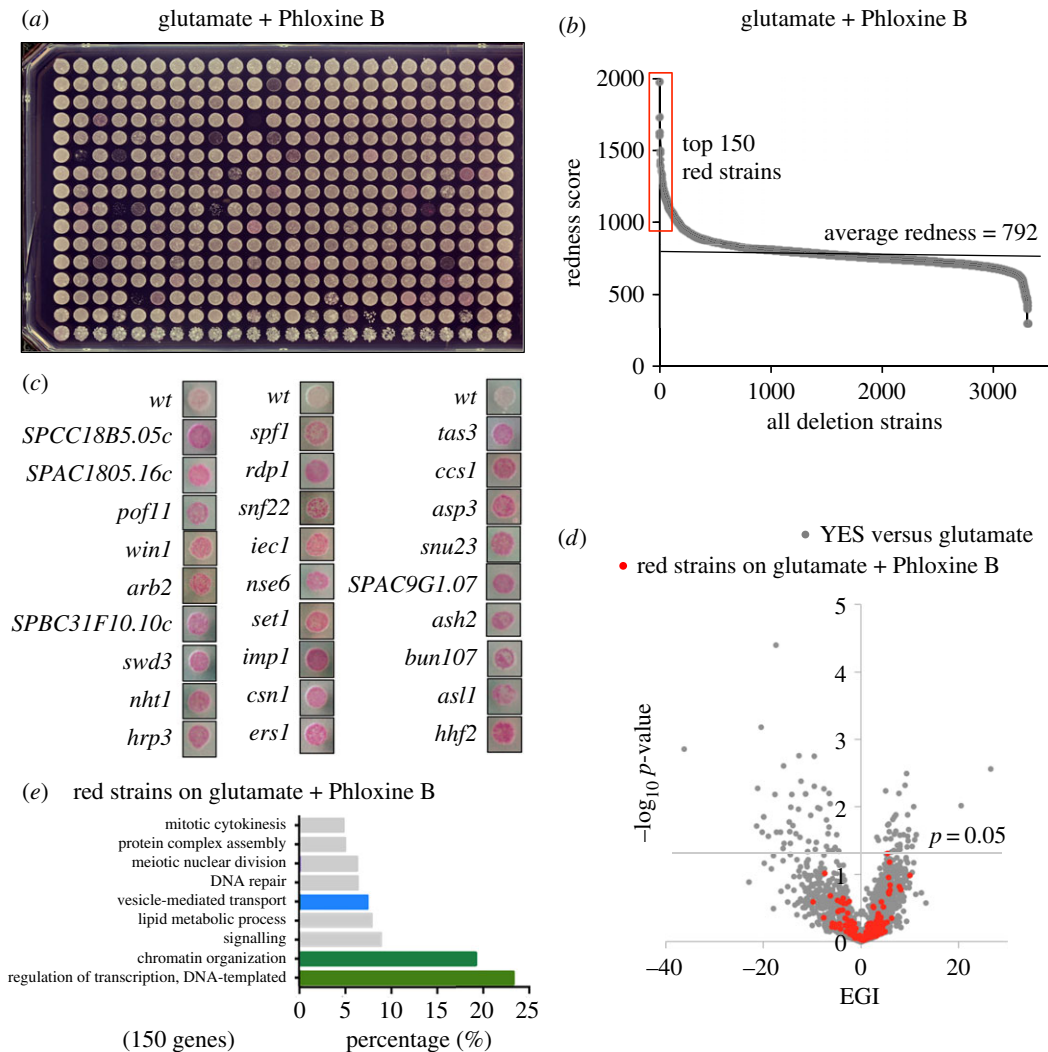 (a) glutamate + Phloxine B
(b) glutamate + Phloxine B
redness score
2000
1500
1000
500
0
top 150
red strains
average redness = 792
0 1000 2000 3000
all deletion strains
(c)
wt
SPCC18B5.05c
SPAC1805.16c
pof11
win1
arb2
SPBC31F10.10c
swd3
nht1
hrp3
wt
spf1
rdp1
snf22
iec1
nse6
set1
imp1
csn1
ers1
wt
tas3
ccs1
asp3
snu23
SPAC9G1.07
ash2
bun107
asl1
hhf2
(d)
YES versus glutamate
red strains on glutamate + Phloxine B
–log10 p-value
5
4
3
2
1
0
p = 0.05
–40 –20 0 20
EGI
(e) red strains on glutamate + Phloxine B
mitotic cytokinesis
protein complex assembly
meiotic nuclear division
DNA repair
vesicle-mediated transport
lipid metabolic process
signalling
chromatin organization
regulation of transcription, DNA-templated
0 5 10 15 20 25
(150 genes) percentage (%)